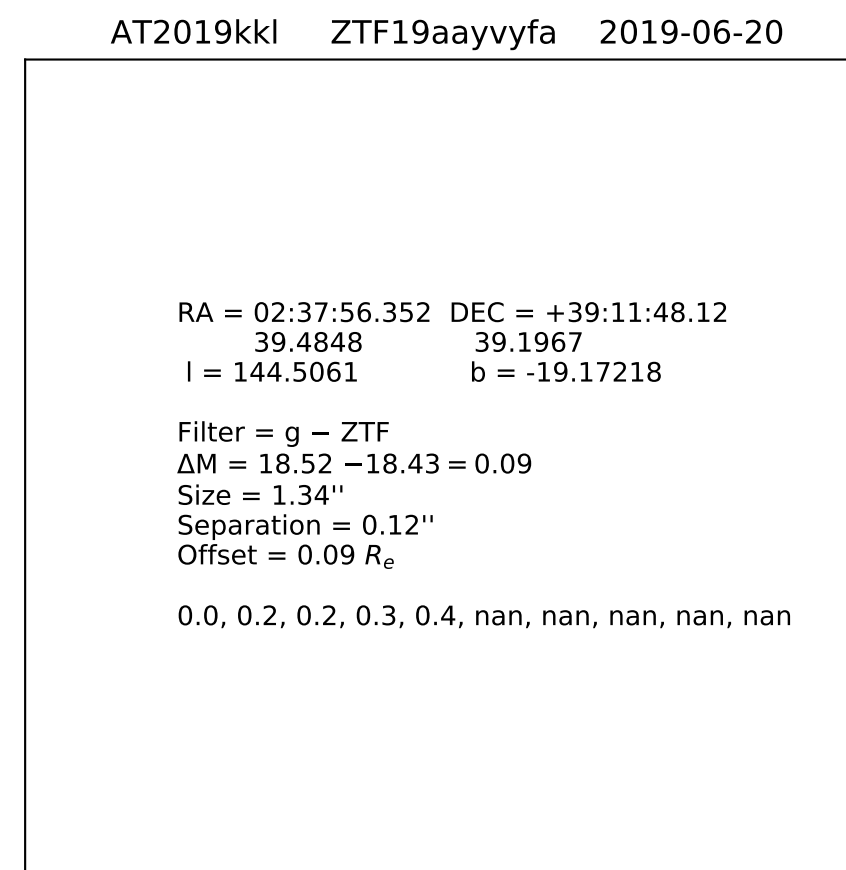 AT2019kkl ZTF19aayvyfa 2019-06-20
RA = 02:37:56.352 DEC = +39:11:48.12
39.4848 39.1967
l = 144.5061 b = -19.17218
Filter = g − ZTF
ΔM = 18.52 −18.43 = 0.09
Size = 1.34''
Separation = 0.12''
Offset = 0.09 Re
0.0, 0.2, 0.2, 0.3, 0.4, nan, nan, nan, nan, nan